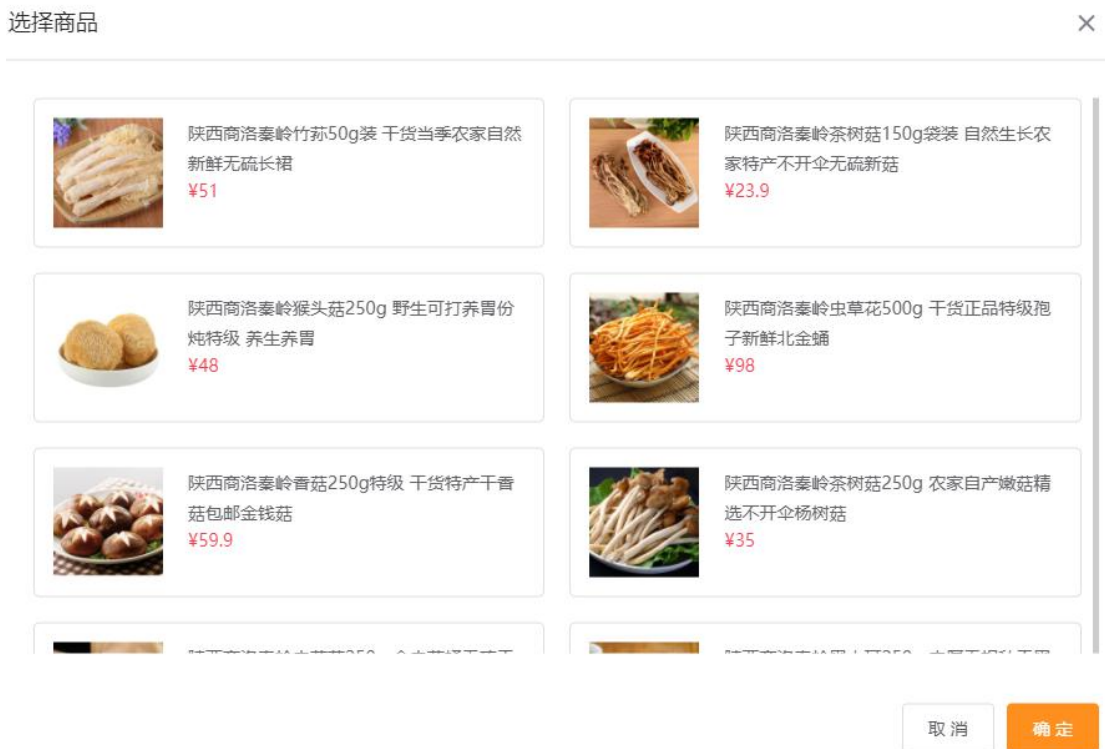 选择商品
陕西商洛秦岭竹荪50g装 干货当季农家自然
新鲜无硫长裙
¥51
陕西商洛秦岭茶树菇150g袋装 自然生长农
家特产不开伞无硫新菇
¥23.9
陕西商洛秦岭猴头菇250g 野生可打养胃份
炖特级 养生养胃
¥48
陕西商洛秦岭虫草花500g 干货正品特级孢
子新鲜北金蛹
¥98
陕西商洛秦岭香菇250g特级 干货特产干香
菇包邮金钱菇
¥59.9
陕西商洛秦岭茶树菇250g 农家自产嫩菇精
选不开伞杨树菇
¥35
取 消
确 定